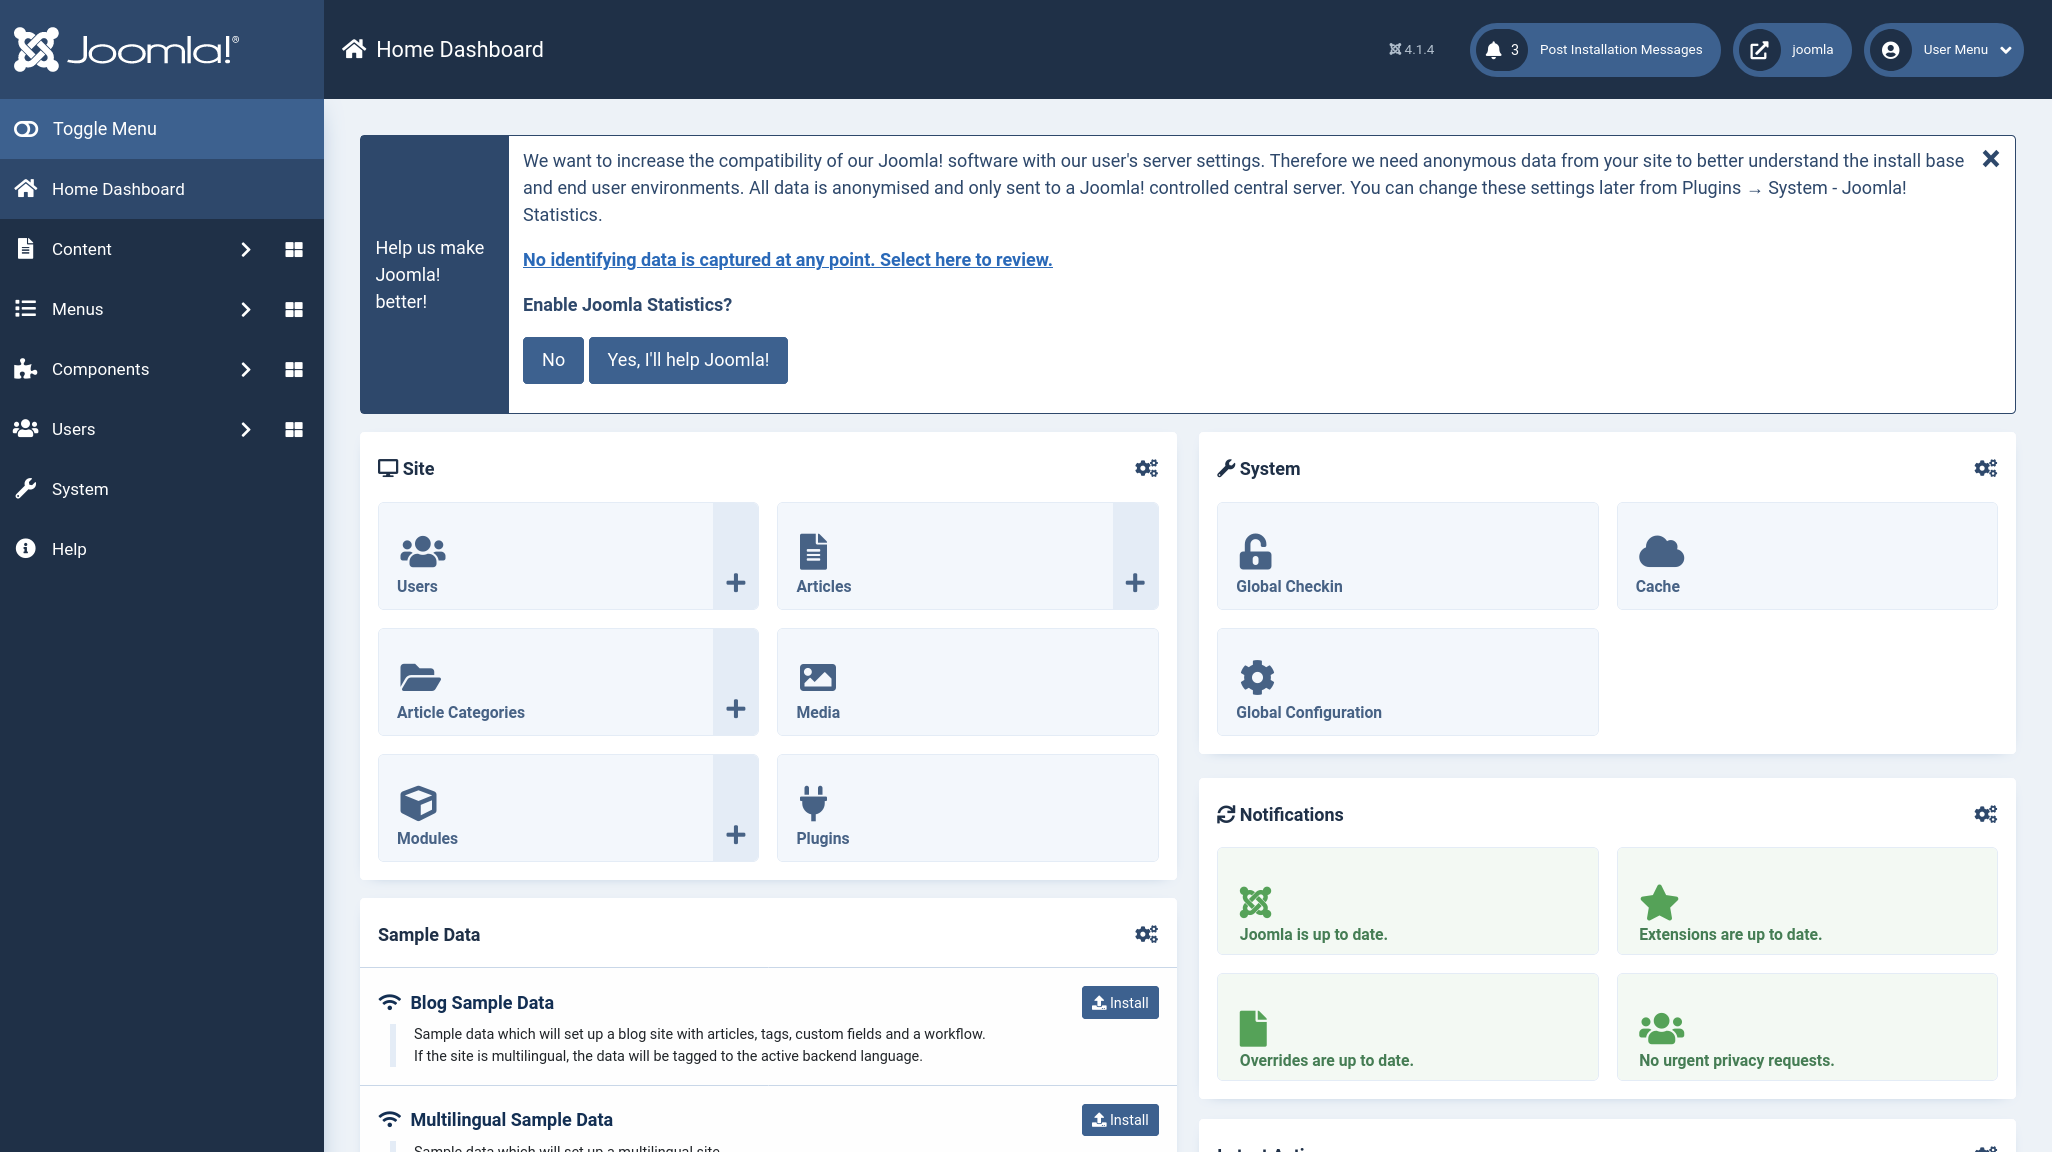 Joomla!®
Home Dashboard
4.1.4
3
Post Installation Messages
joomla
User Menu
Toggle Menu
Home Dashboard
Content
Menus
Components
Users
System
Help
Help us make
Joomla!
better!
We want to increase the compatibility of our Joomla! software with our user's server settings. Therefore we need anonymous data from your site to better understand the install base
and end user environments. All data is anonymised and only sent to a Joomla! controlled central server. You can change these settings later from Plugins → System - Joomla!
Statistics.
No identifying data is captured at any point. Select here to review.
Enable Joomla Statistics?
No
Yes, I'll help Joomla!
Site
Users
Articles
Article Categories
Media
Modules
Plugins
Sample Data
Blog Sample Data
Install
Sample data which will set up a blog site with articles, tags, custom fields and a workflow.
If the site is multilingual, the data will be tagged to the active backend language.
Multilingual Sample Data
Install
Sample data which will set up a multilingual site
System
Global Checkin
Cache
Global Configuration
Notifications
Joomla is up to date.
Extensions are up to date.
Overrides are up to date.
No urgent privacy requests.